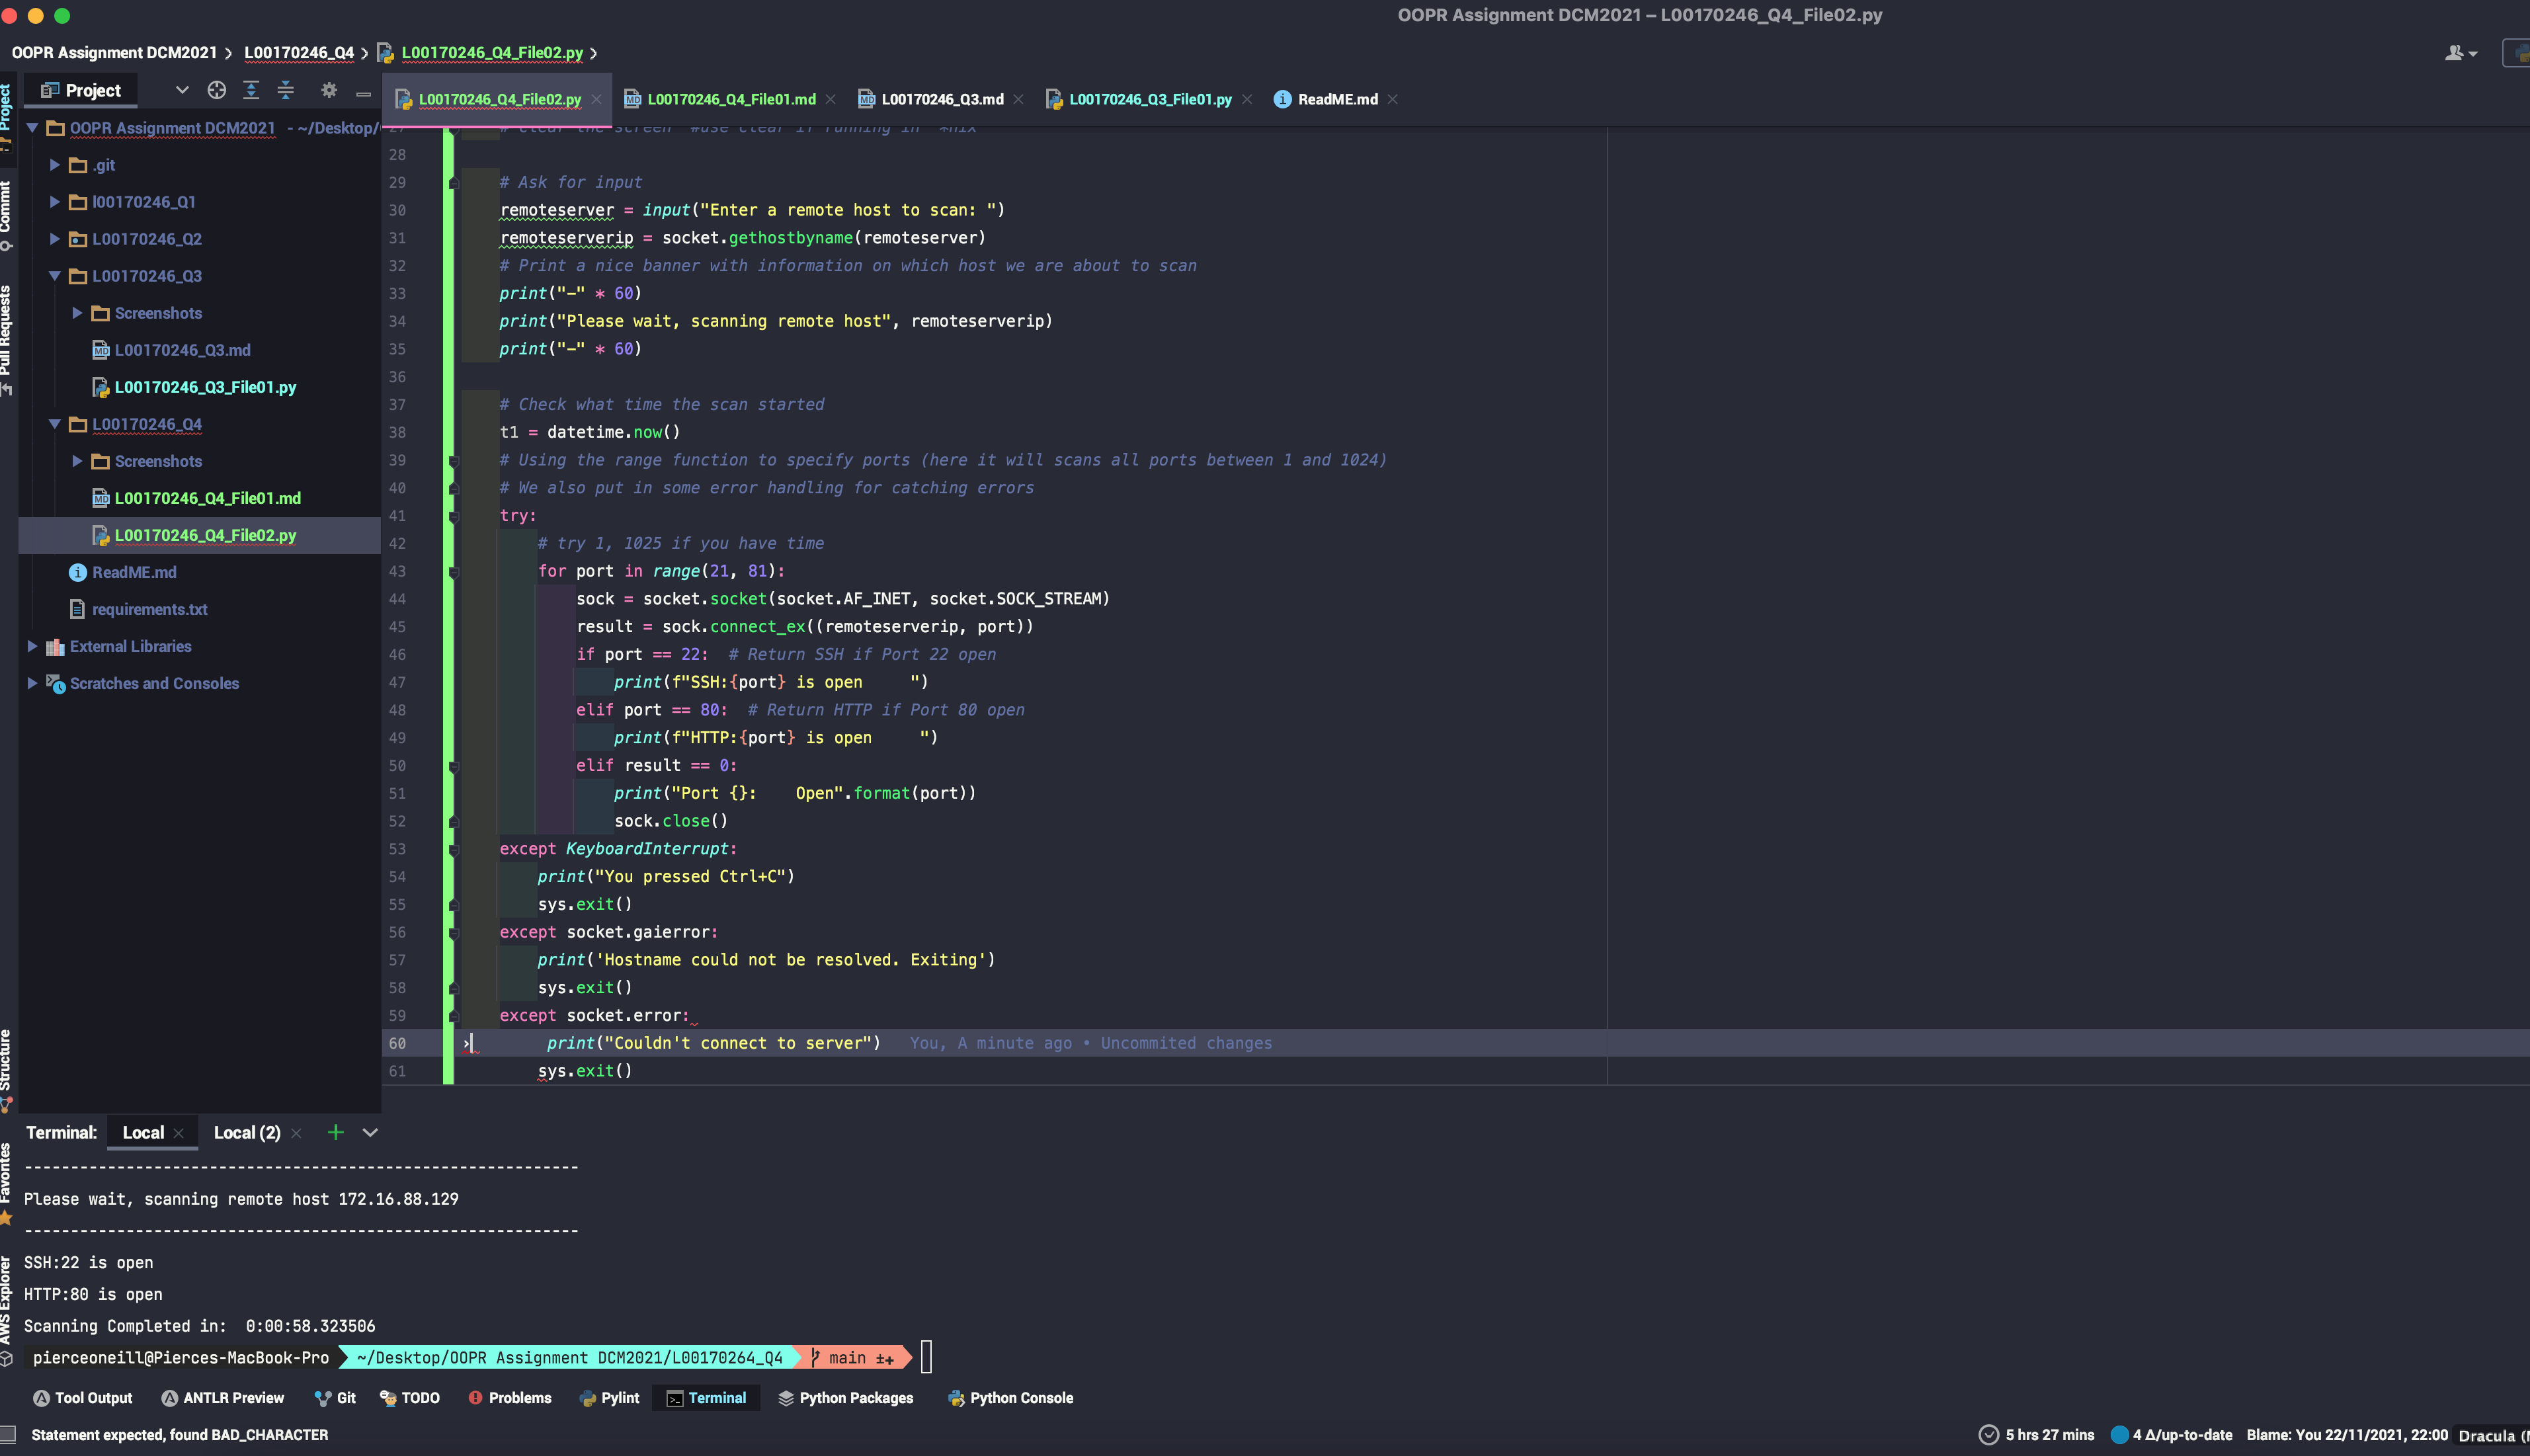 OOPR Assignment DCM2021 – L00170246_Q4_File02.py
OOPR Assignment DCM2021 › L00170246_Q4 › L00170246_Q4_File02.py ›
Project
L00170246_Q4_File02.py
L00170246_Q4_File01.md
L00170246_Q3.md
L00170246_Q3_File01.py
ReadME.md
Project
Commit
Pull Requests
Structure
Favorites
AWS Explorer
OOPR Assignment DCM2021 - ~/Desktop/
.git
l00170246_Q1
L00170246_Q2
L00170246_Q3
Screenshots
L00170246_Q3.md
L00170246_Q3_File01.py
L00170246_Q4
Screenshots
L00170246_Q4_File01.md
L00170246_Q4_File02.py
ReadME.md
requirements.txt
External Libraries
Scratches and Consoles
27 # Clear the screen #use clear if running in *nix
28
29 # Ask for input
30 remoteserver = input("Enter a remote host to scan: ")
31 remoteserverip = socket.gethostbyname(remoteserver)
32 # Print a nice banner with information on which host we are about to scan
33 print("-" * 60)
34 print("Please wait, scanning remote host", remoteserverip)
35 print("-" * 60)
36
37 # Check what time the scan started
38 t1 = datetime.now()
39 # Using the range function to specify ports (here it will scans all ports between 1 and 1024)
40 # We also put in some error handling for catching errors
41 try:
42 # try 1, 1025 if you have time
43 for port in range(21, 81):
44 sock = socket.socket(socket.AF_INET, socket.SOCK_STREAM)
45 result = sock.connect_ex((remoteserverip, port))
46 if port == 22: # Return SSH if Port 22 open
47 print(f"SSH:{port} is open     ")
48 elif port == 80: # Return HTTP if Port 80 open
49 print(f"HTTP:{port} is open     ")
50 elif result == 0:
51 print("Port {}:    Open".format(port))
52 sock.close()
53 except KeyboardInterrupt:
54 print("You pressed Ctrl+C")
55 sys.exit()
56 except socket.gaierror:
57 print('Hostname could not be resolved. Exiting')
58 sys.exit()
59 except socket.error:
60 › print("Couldn't connect to server") You, A minute ago • Uncommited changes
61 sys.exit()
Terminal: Local Local (2)
------------------------------------------------------------
Please wait, scanning remote host 172.16.88.129
------------------------------------------------------------
SSH:22 is open
HTTP:80 is open
Scanning Completed in:  0:00:58.323506
pierceoneill@Pierces-MacBook-Pro ~/Desktop/OOPR Assignment DCM2021/L00170264_Q4 main ±+
Tool Output ANTLR Preview Git TODO Problems Pylint Terminal Python Packages Python Console
Statement expected, found BAD_CHARACTER
5 hrs 27 mins 4 Δ/up-to-date Blame: You 22/11/2021, 22:00 Dracula